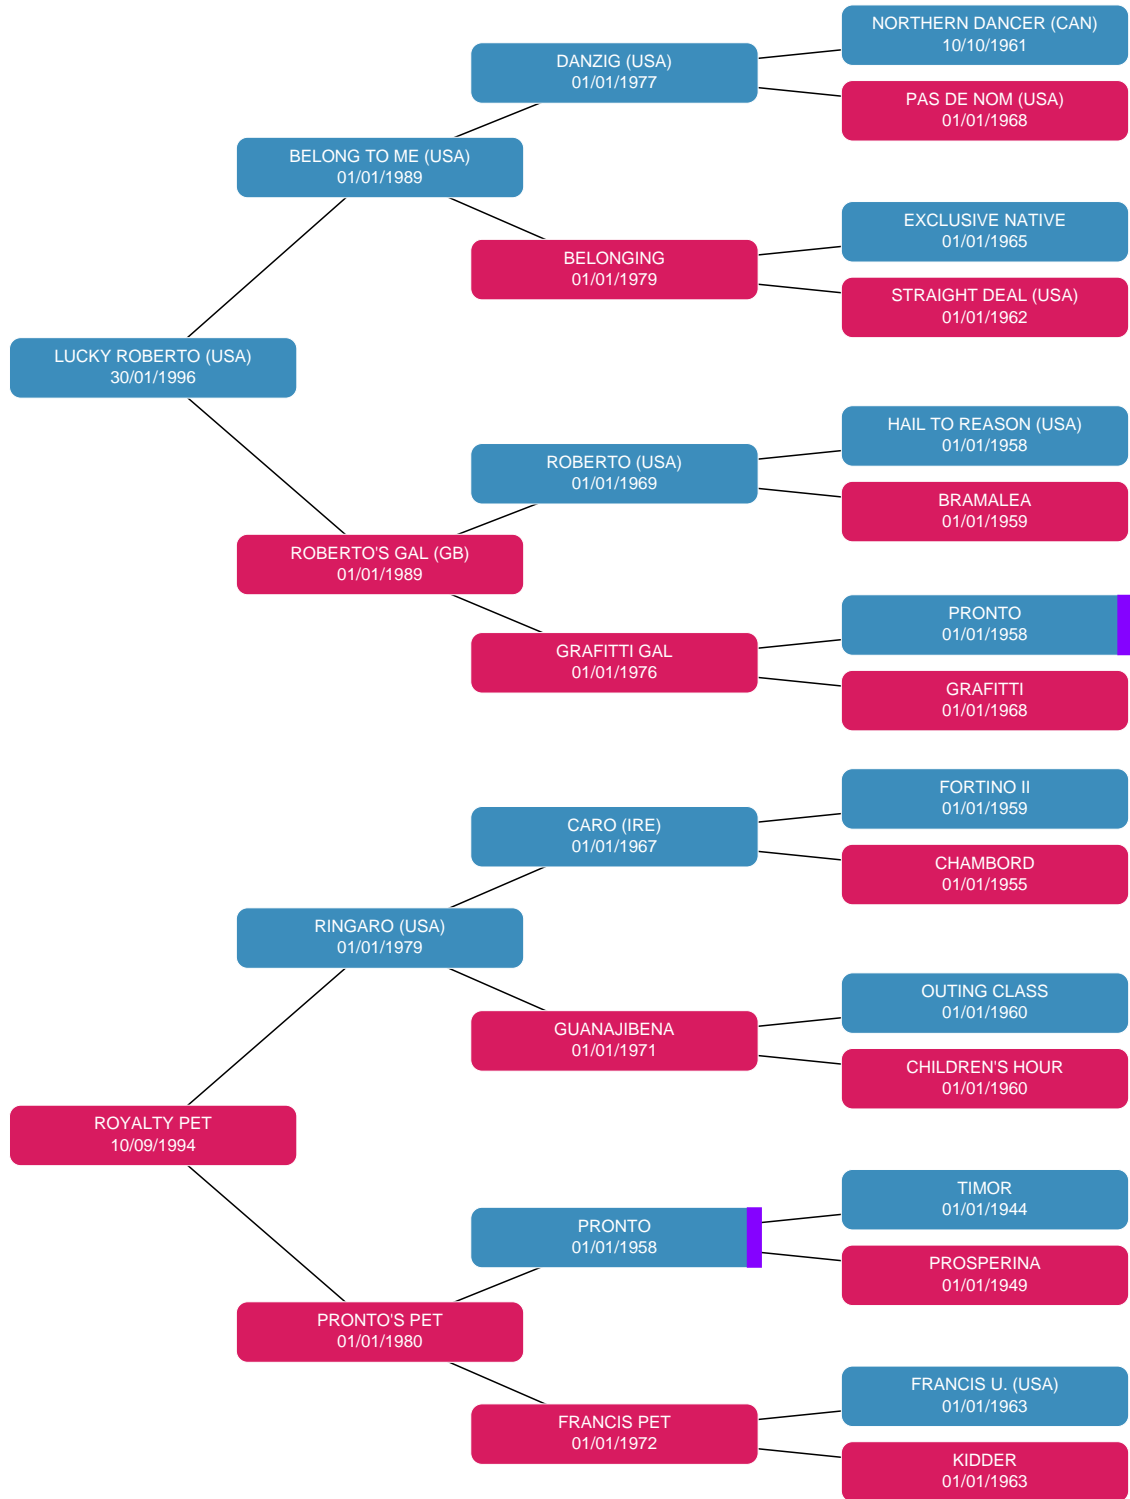 NORTHERN DANCER (CAN)
10/10/1961
DANZIG (USA)
01/01/1977
PAS DE NOM (USA)
01/01/1968
BELONG TO ME (USA)
01/01/1989
EXCLUSIVE NATIVE
01/01/1965
BELONGING
01/01/1979
STRAIGHT DEAL (USA)
01/01/1962
LUCKY ROBERTO (USA)
30/01/1996
HAIL TO REASON (USA)
01/01/1958
ROBERTO (USA)
01/01/1969
BRAMALEA
01/01/1959
ROBERTO'S GAL (GB)
01/01/1989
PRONTO
01/01/1958
GRAFITTI GAL
01/01/1976
GRAFITTI
01/01/1968
FORTINO II
01/01/1959
CARO (IRE)
01/01/1967
CHAMBORD
01/01/1955
RINGARO (USA)
01/01/1979
OUTING CLASS
01/01/1960
GUANAJIBENA
01/01/1971
CHILDREN'S HOUR
01/01/1960
ROYALTY PET
10/09/1994
TIMOR
01/01/1944
PRONTO
01/01/1958
PROSPERINA
01/01/1949
PRONTO'S PET
01/01/1980
FRANCIS U. (USA)
01/01/1963
FRANCIS PET
01/01/1972
KIDDER
01/01/1963